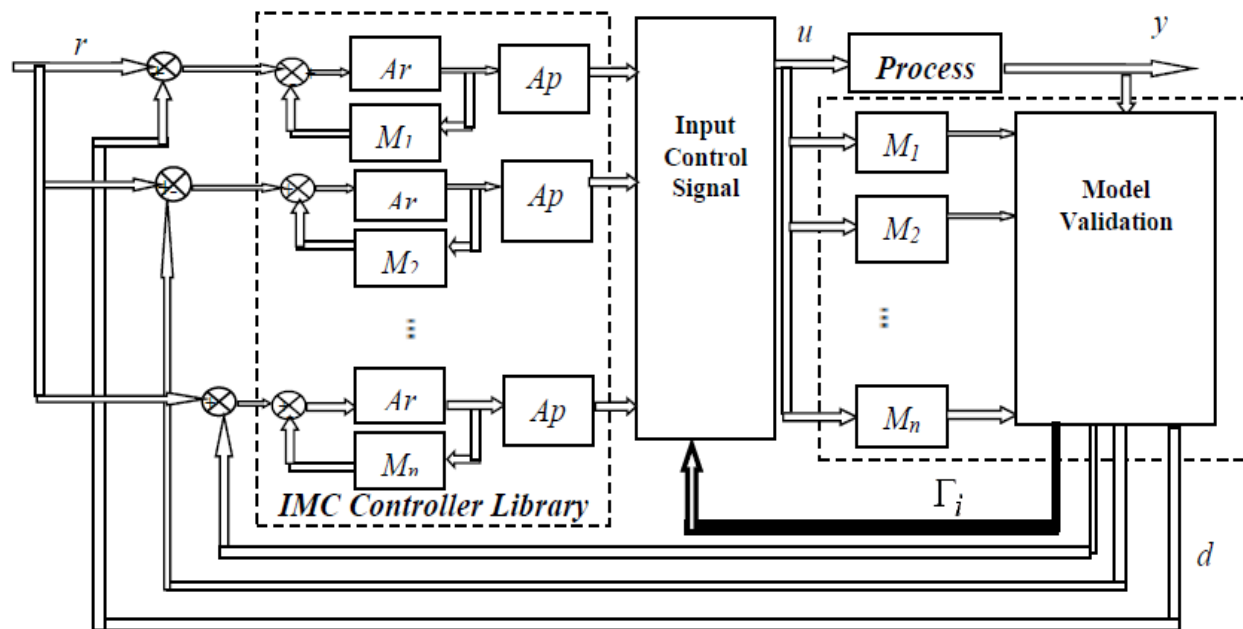 r
u
y
Ar
Ap
M1
Process
Input
Control
Signal
M1
Ar
Ap
M2
Model
Validation
M2
Ar
Ap
Mn
Mn
IMC Controller Library
Γi
d